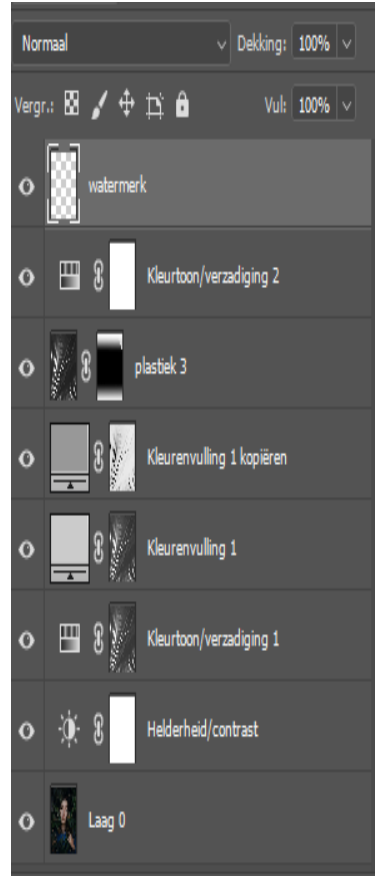 Normaal Dekking: 100%
Vergr.: Vul: 100%
watermerk
Kleurtoon/verzadiging 2
plastiek 3
Kleurenvulling 1 kopiëren
Kleurenvulling 1
Kleurtoon/verzadiging 1
Helderheid/contrast
Laag 0